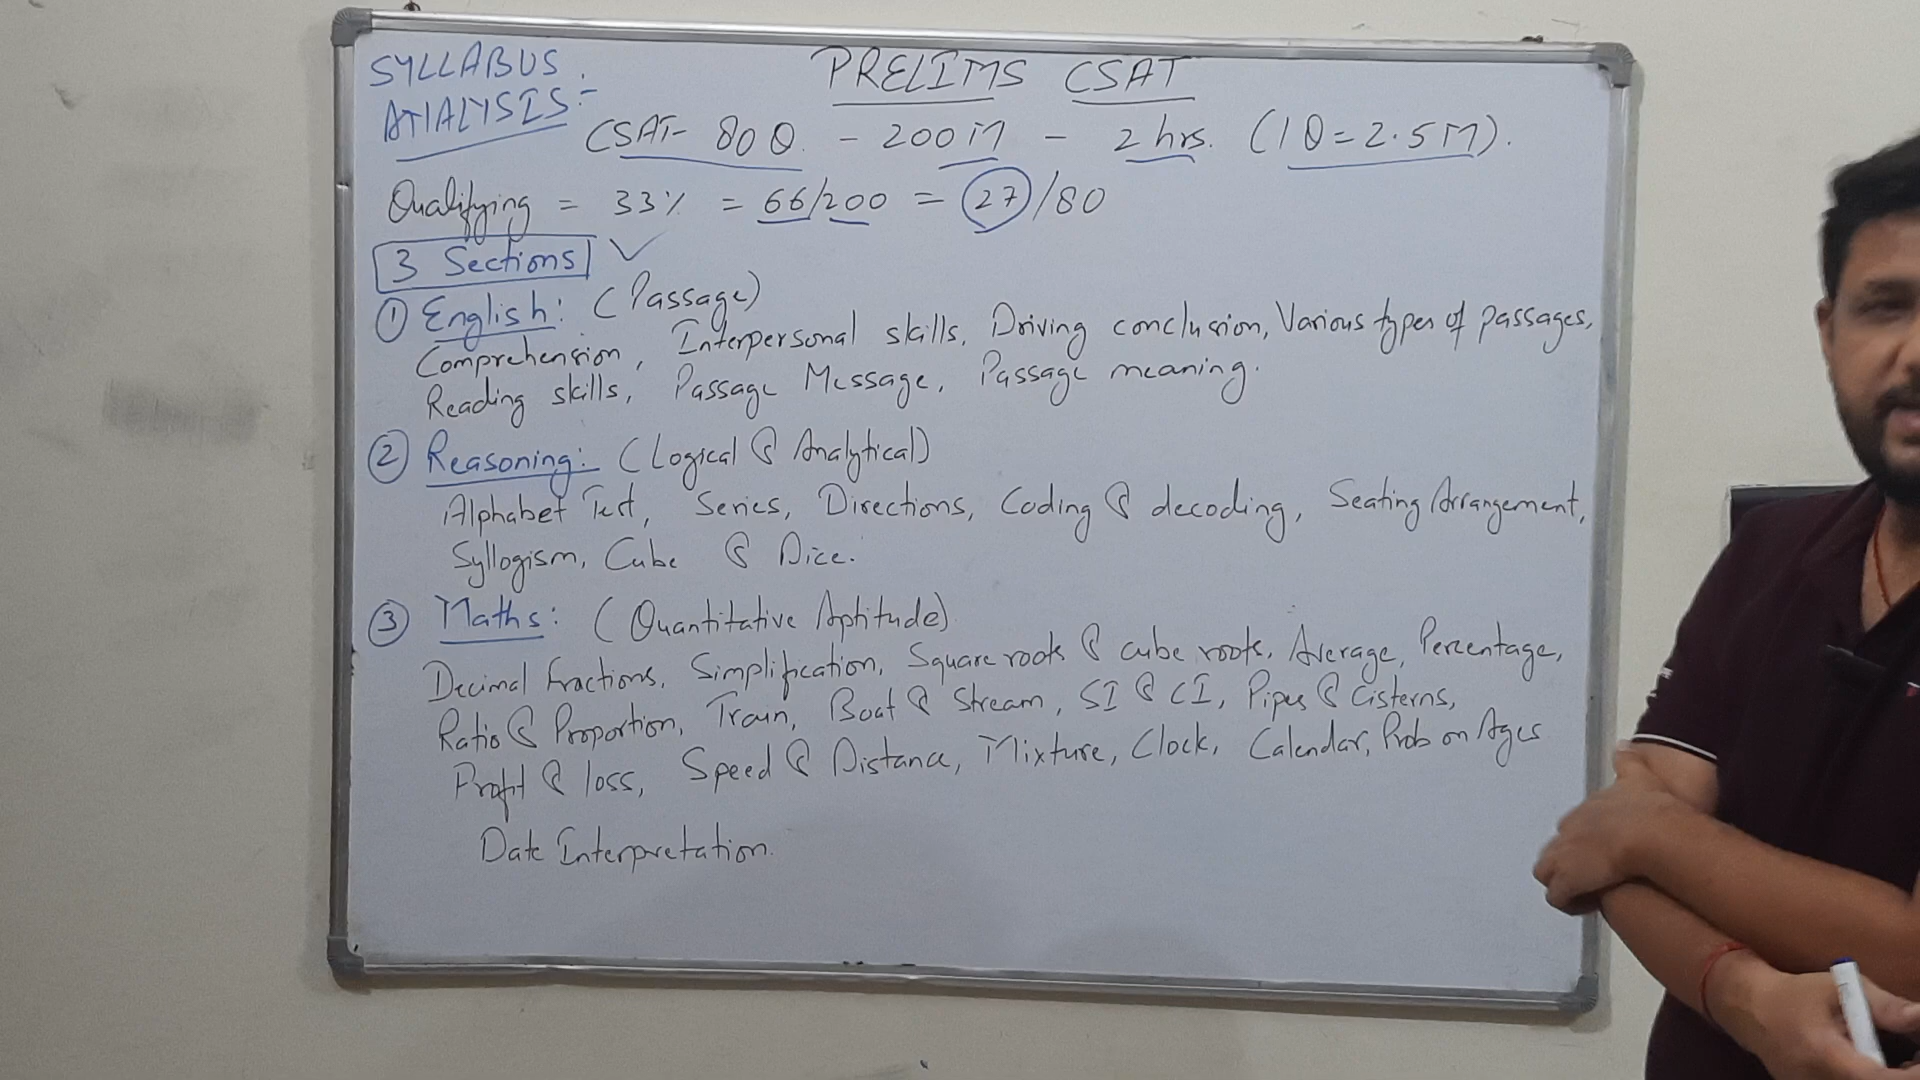 SYLLABUS
ANALYSIS:-
PRELIMS CSAT
CSAT- 80 Q. - 200 M - 2 hrs. (1 Q = 2.5 M).
Qualifying = 33% = 66/200 = 27/80
3 Sections
① English: (Passage)
Comprehension, Interpersonal skills, Driving conclusion, Various types of passages,
Reading skills, Passage Message, Passage meaning.
② Reasoning: (Logical & Analytical)
Alphabet Test, Series, Directions, Coding & decoding, Seating Arrangement,
Syllogism, Cube & Dice.
③ Maths: (Quantitative Aptitude)
Decimal fractions, Simplification, Square roots & cube roots, Average, Percentage,
Ratio & Proportion, Train, Boat & Stream, SI & CI, Pipes & Cisterns,
Profit & loss, Speed & Distance, Mixture, Clock, Calendar, Prob on Ages
Date Interpretation.